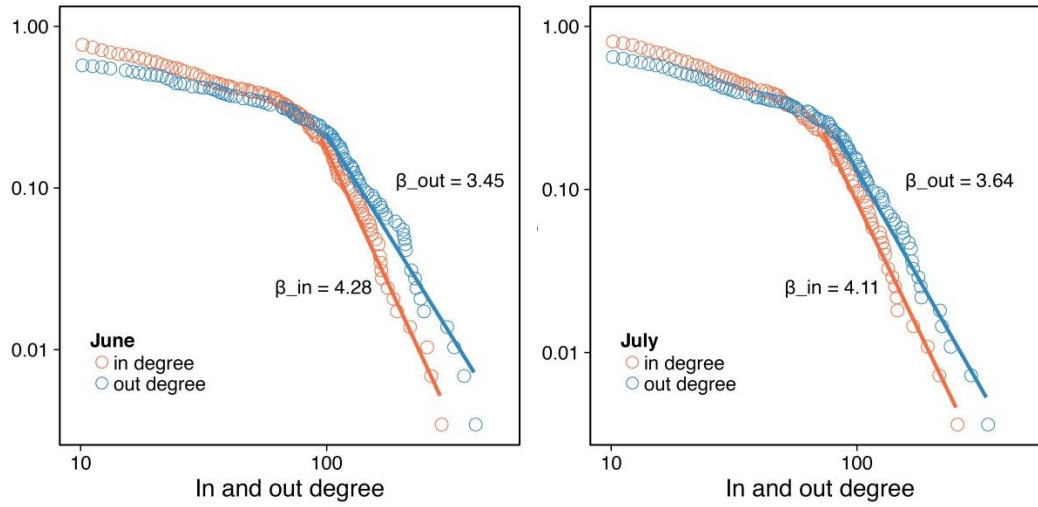 1.00
0.10
0.01
β_out = 3.45
β_in = 4.28
June
in degree
out degree
10
100
In and out degree
1.00
0.10
0.01
β_out = 3.64
β_in = 4.11
July
in degree
out degree
10
100
In and out degree